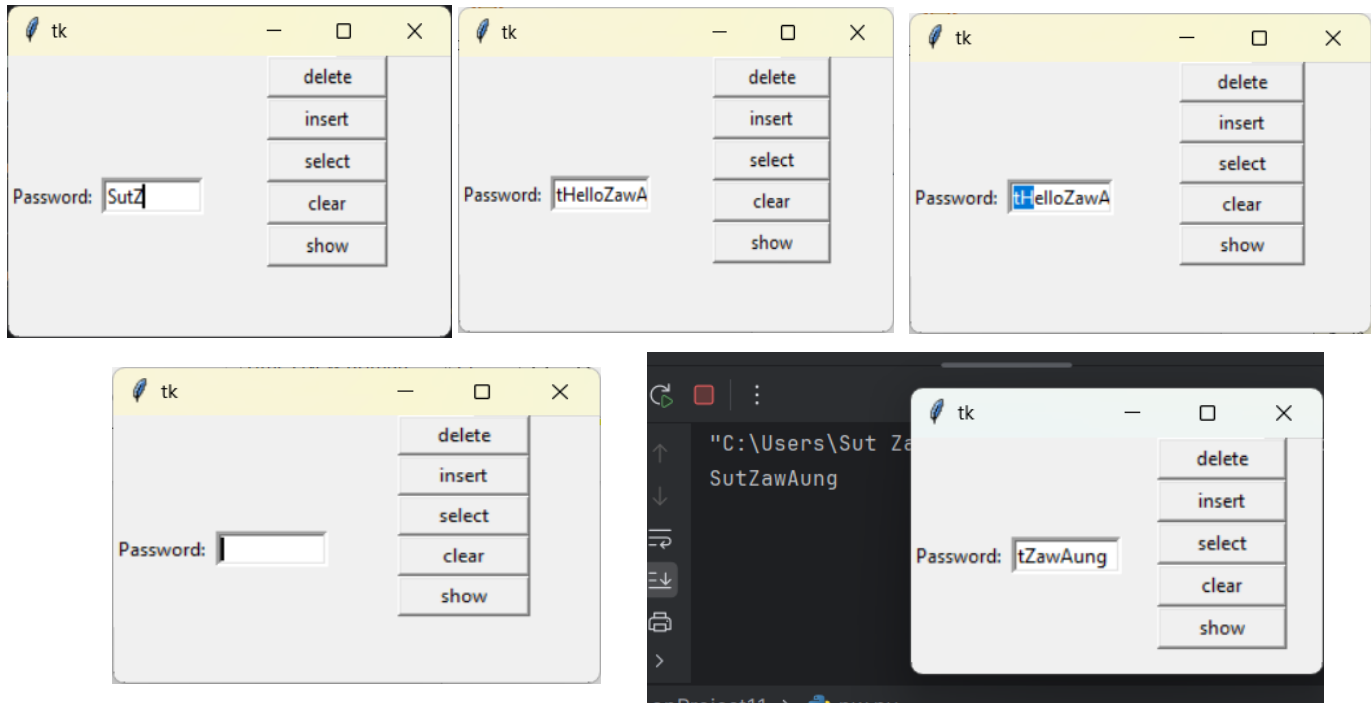 tk
delete
insert
select
Password: SutZ
clear
show
tk
delete
insert
select
Password: tHelloZawA
clear
show
tk
delete
insert
select
Password: tHelloZawA
clear
show
tk
delete
insert
select
Password:
clear
show
"C:\Users\Sut Za
SutZawAung
tk
delete
insert
select
Password: tZawAung
clear
show